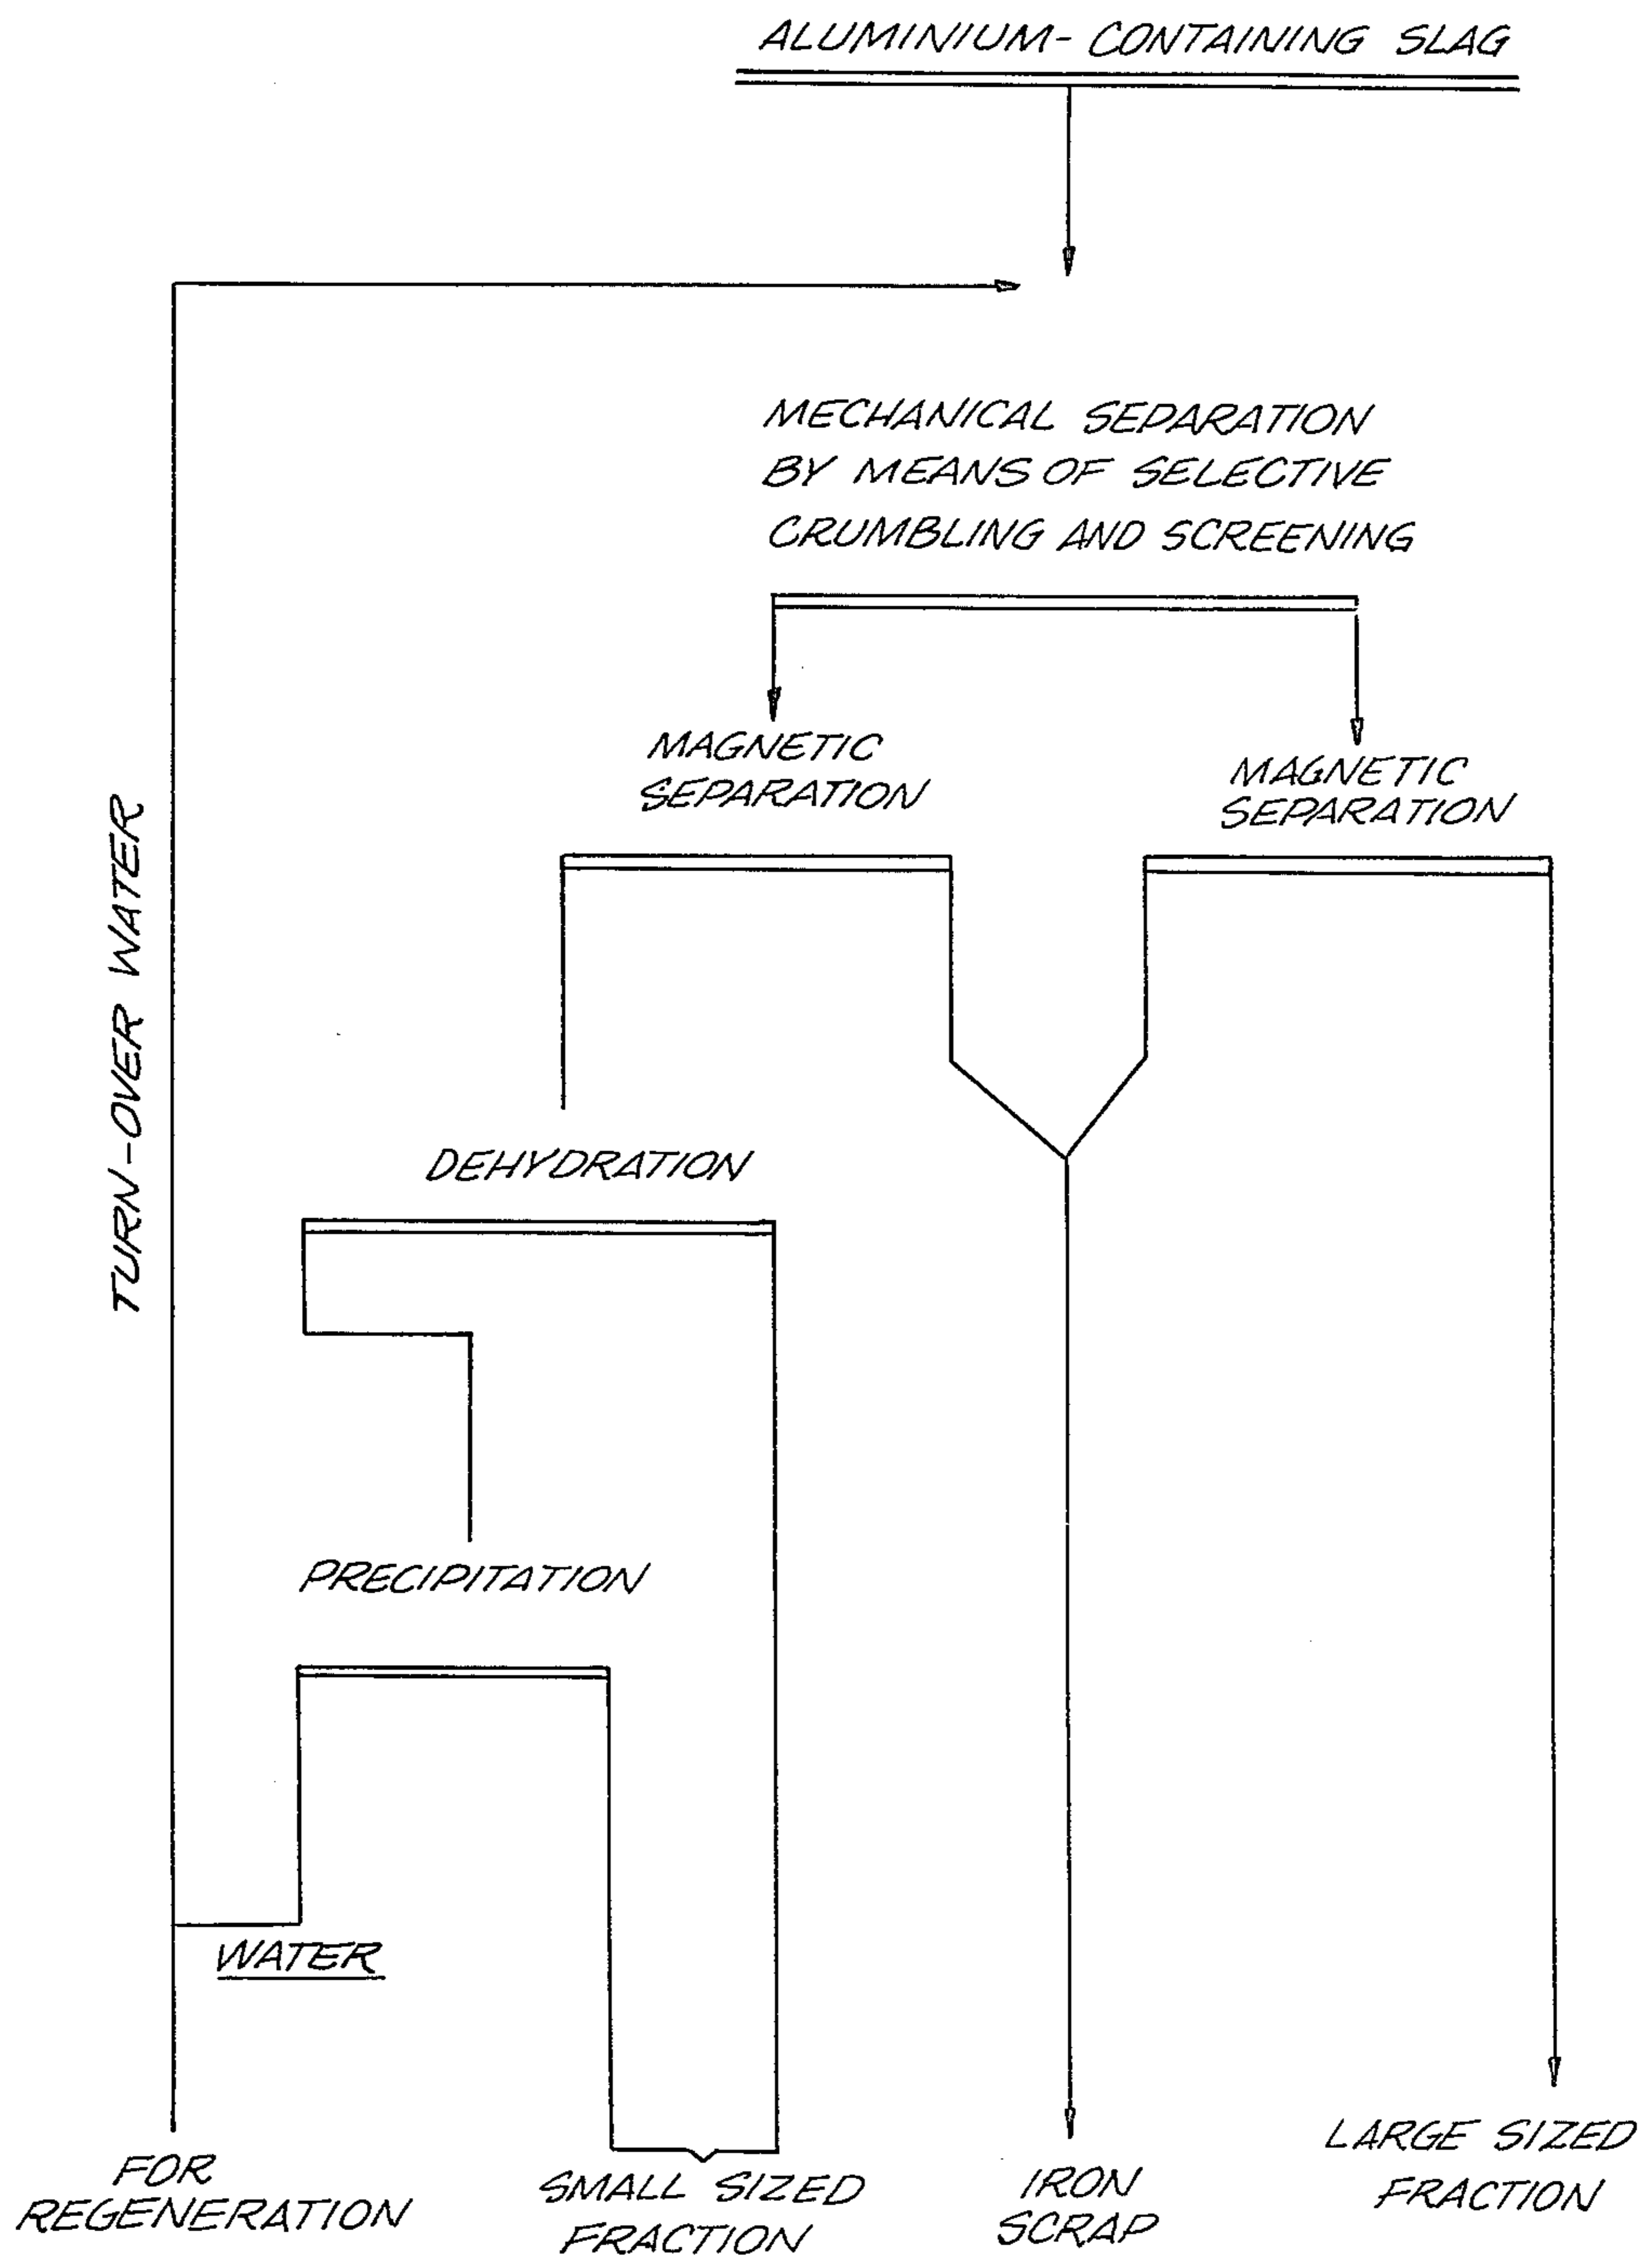 ALUMINIUM- CONTAINING SLAG
MECHANICAL SEPARATION
BY MEANS OF SELECTIVE
CRUMBLING AND SCREENING
MAGNETIC
SEPARATION
MAGNETIC
SEPARATION
TURN-OVER WATER
DEHYDRATION
PRECIPITATION
WATER
FOR
REGENERATION
SMALL SIZED
FRACTION
IRON
SCRAP
LARGE SIZED
FRACTION